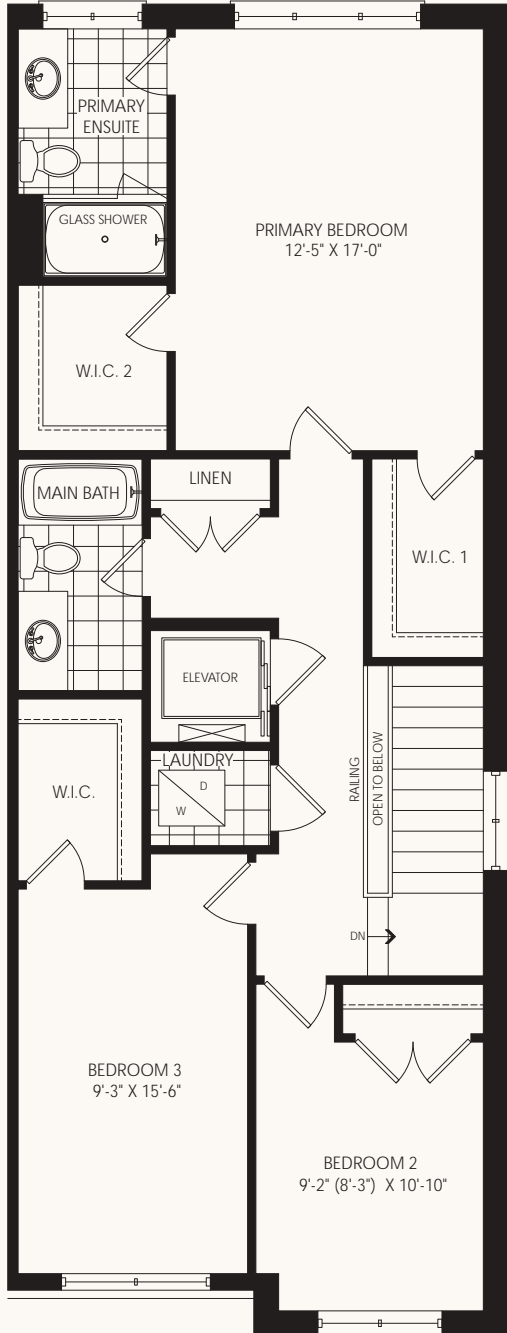 PRIMARY
ENSUITE
GLASS SHOWER
PRIMARY BEDROOM
12'-5" X 17'-0"
W.I.C. 2
MAIN BATH
LINEN
W.I.C. 1
ELEVATOR
LAUNDRY
D
W
W.I.C.
RAILING
OPEN TO BELOW
DN
BEDROOM 3
9'-3" X 15'-6"
BEDROOM 2
9'-2" (8'-3") X 10'-10"